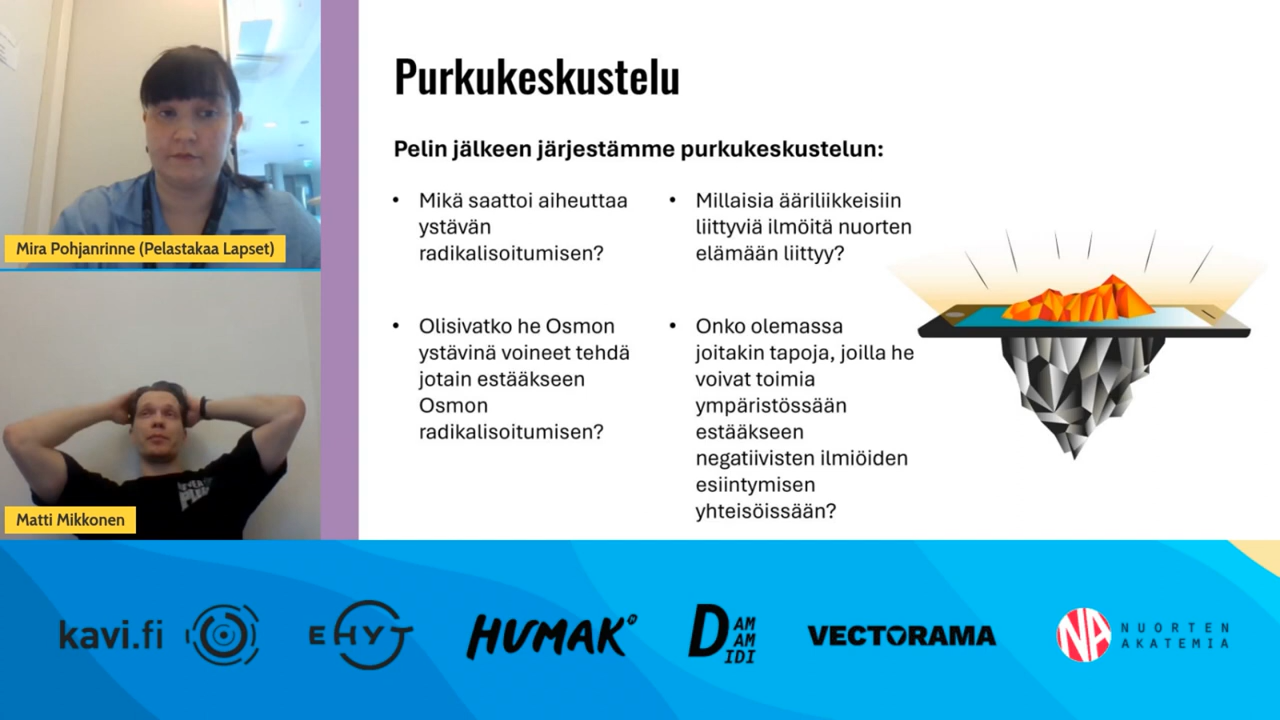 Mira Pohjanrinne (Pelastakaa Lapset)
Matti Mikkonen
Purkukeskustelu
Pelin jälkeen järjestämme purkukeskustelun:
• Mikä saattoi aiheuttaa
ystävän
radikalisoitumisen?
• Olisivatko he Osmon
ystävinä voineet tehdä
jotain estääkseen
Osmon
radikalisoitumisen?
• Millaisia ääriliikkeisiin
liittyviä ilmöitä nuorten
elämään liittyy?
• Onko olemassa
joitakin tapoja, joilla he
voivat toimia
ympäristössään
estääkseen
negatiivisten ilmiöiden
esiintymisen
yhteisöissään?
kavi.fi
EHYT
HUMAK
DAM
AM
IDI
VECTORAMA
NA
NUORTEN
AKATEMIA